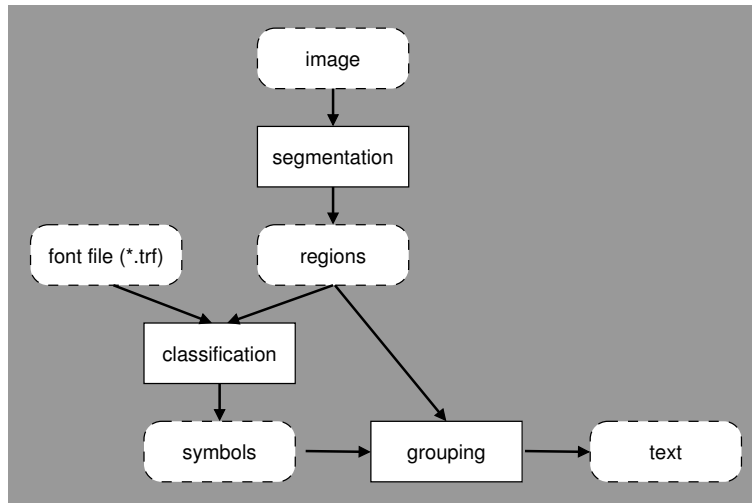 image
segmentation
font file (*.trf)
regions
classification
symbols
grouping
text